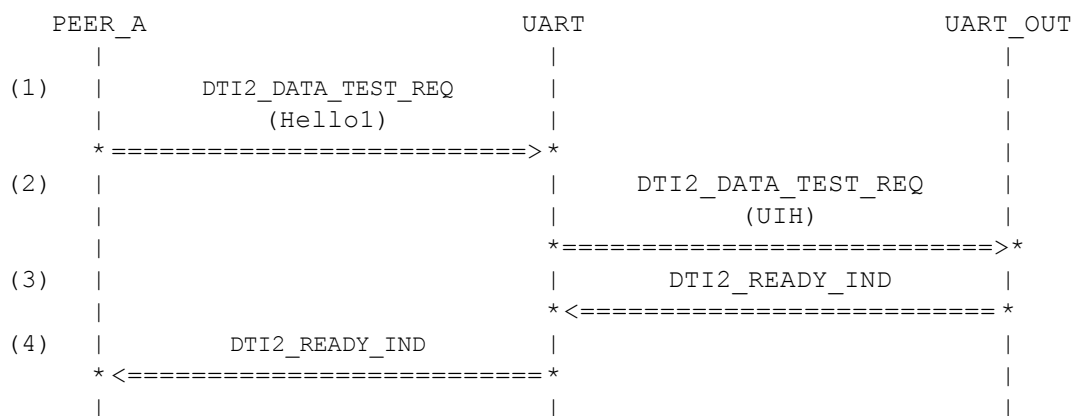 PEER_A UART UART_OUT
| | |
(1) | DTI2_DATA_TEST_REQ | |
| (Hello1) | |
*==========================>* |
(2) | | DTI2_DATA_TEST_REQ |
| | (UIH) |
| *===========================>*
(3) | | DTI2_READY_IND |
| *<==========================*
(4) | DTI2_READY_IND | |
*<==========================* |
| | |